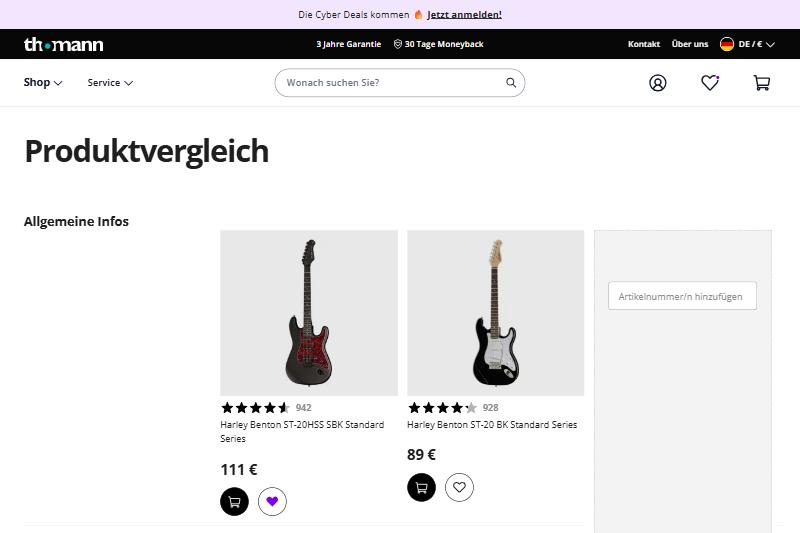 Die Cyber Deals kommen 🔥 Jetzt anmelden!
thomann
3 Jahre Garantie
30 Tage Moneyback
Kontakt
Über uns
DE / €
Shop
Service
Wonach suchen Sie?
Produktvergleich
Allgemeine Infos
Artikelnummer/n hinzufügen
942
Harley Benton ST-20HSS SBK Standard
Series
111 €
928
Harley Benton ST-20 BK Standard Series
89 €